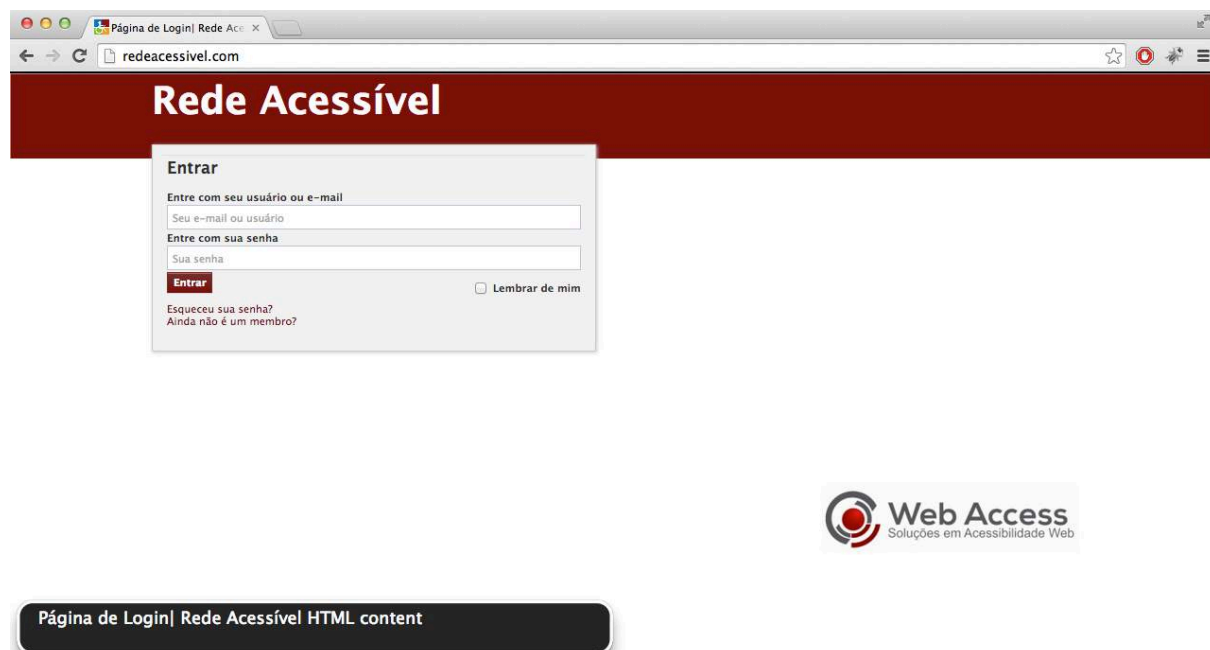 Página de Login| Rede Ace
redeacessivel.com
Rede Acessível
Entrar
Entre com seu usuário ou e-mail
Seu e-mail ou usuário
Entre com sua senha
Sua senha
Entrar
Lembrar de mim
Esqueceu sua senha?
Ainda não é um membro?
Web Access
Soluções em Acessibilidade Web
Página de Login| Rede Acessível HTML content